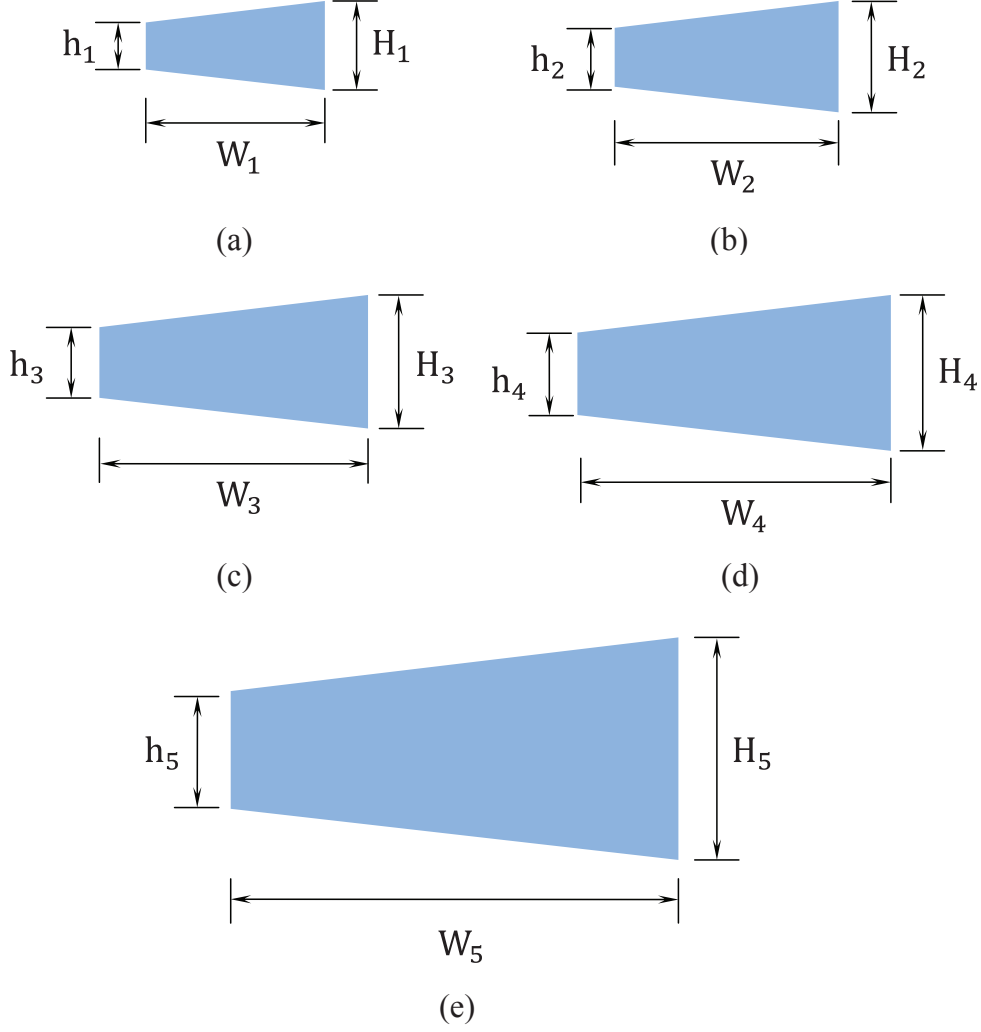 h₁
H₁
W₁
(a)
h₂
H₂
W₂
(b)
h₃
H₃
W₃
(c)
h₄
H₄
W₄
(d)
h₅
H₅
W₅
(e)